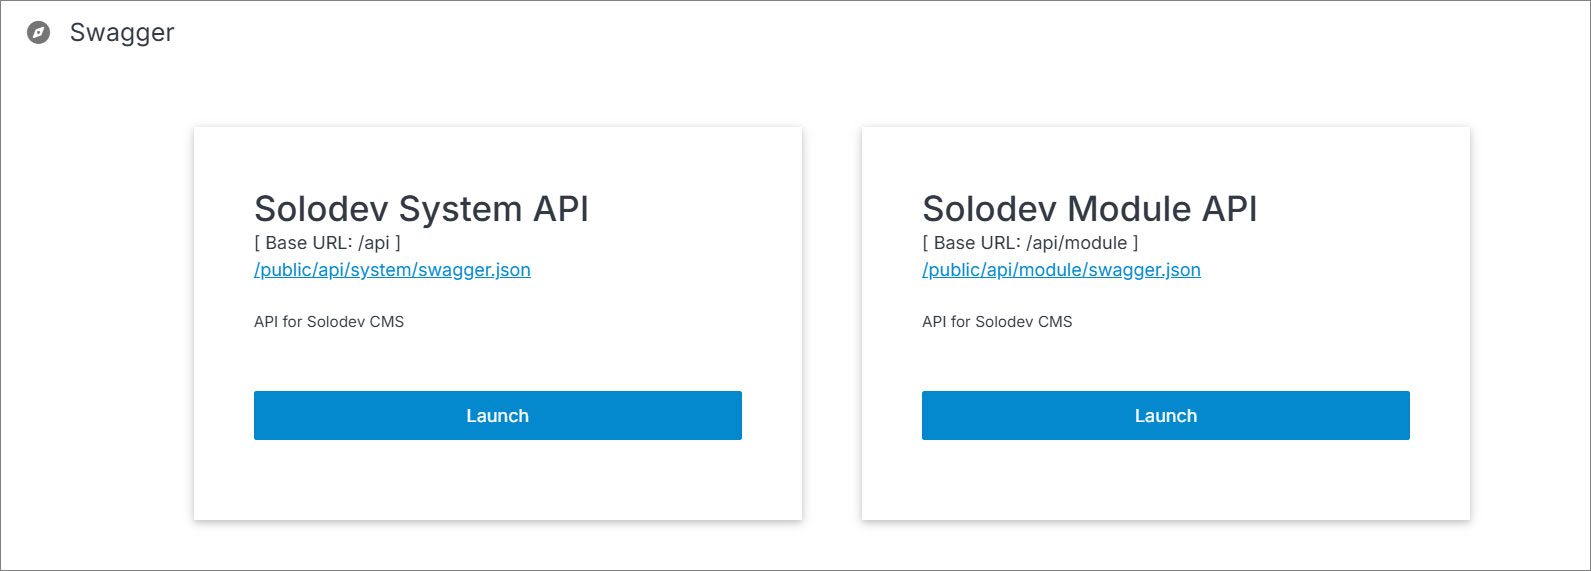 Swagger
Solodev System API
[ Base URL: /api ]
/public/api/system/swagger.json
API for Solodev CMS
Launch
Solodev Module API
[ Base URL: /api/module ]
/public/api/module/swagger.json
API for Solodev CMS
Launch